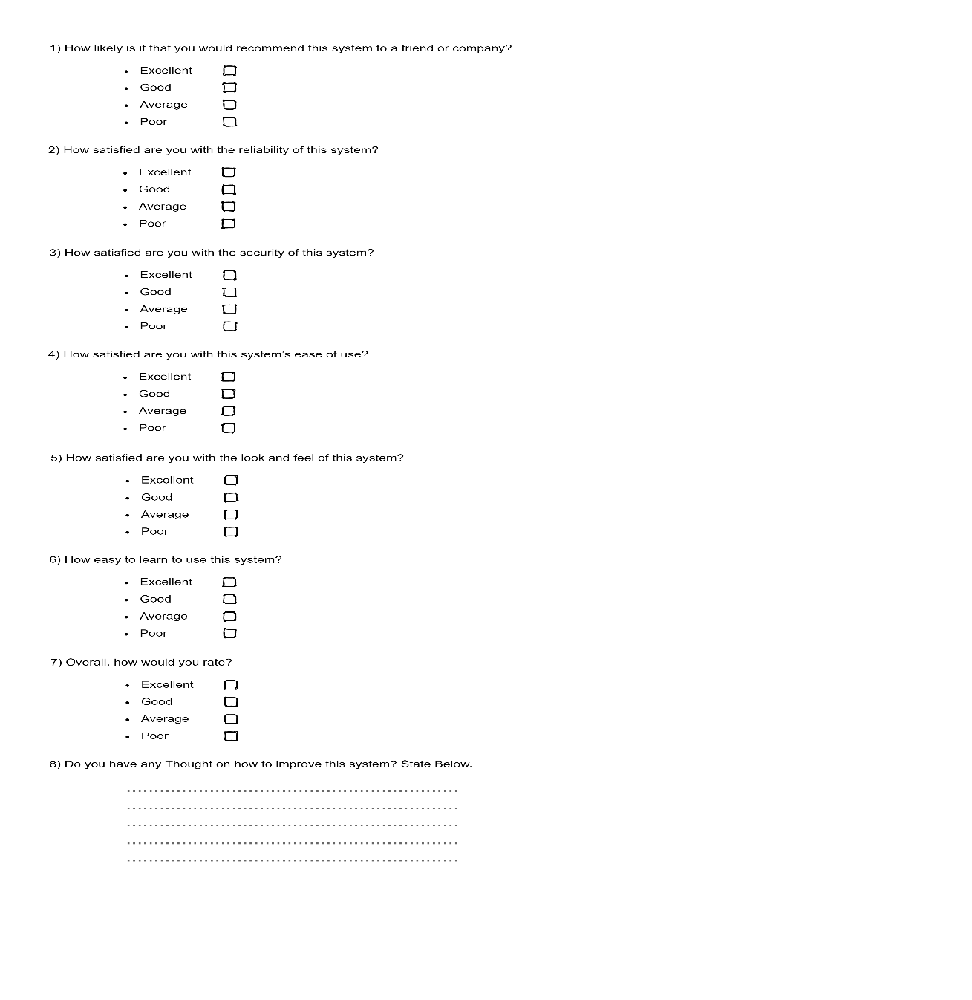 1) How likely is it that you would recommend this system to a friend or company?
• Excellent ☐
• Good ☐
• Average ☐
• Poor ☐
2) How satisfied are you with the reliability of this system?
• Excellent ☐
• Good ☐
• Average ☐
• Poor ☐
3) How satisfied are you with the security of this system?
• Excellent ☐
• Good ☐
• Average ☐
• Poor ☐
4) How satisfied are you with this system's ease of use?
• Excellent ☐
• Good ☐
• Average ☐
• Poor ☐
5) How satisfied are you with the look and feel of this system?
• Excellent ☐
• Good ☐
• Average ☐
• Poor ☐
6) How easy to learn to use this system?
• Excellent ☐
• Good ☐
• Average ☐
• Poor ☐
7) Overall, how would you rate?
• Excellent ☐
• Good ☐
• Average ☐
• Poor ☐
8) Do you have any Thought on how to improve this system? State Below.